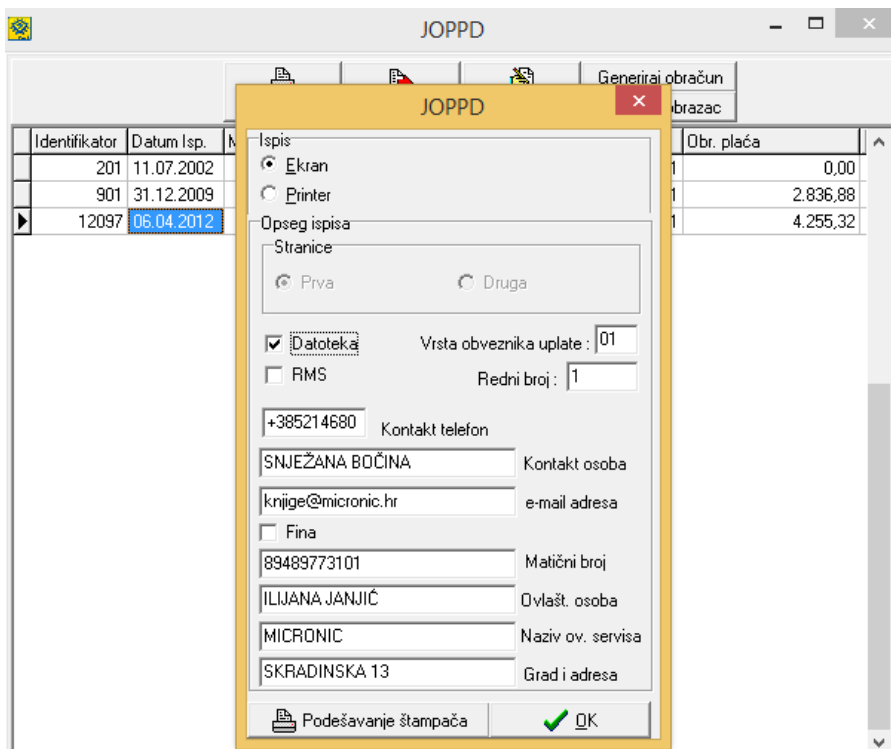 JOPPD
Generiraj obračun
JOPPD
obrazac
Identifikator Datum Isp. Obr. plaća
Ispis
201 11.07.2002 0,00
Ekran
901 31.12.2009 2.836,88
Printer
12097 06.04.2012 4.255,32
Opseg ispisa
Stranice
Prva Druga
Datoteka Vrsta obveznika uplate : 01
RMS Redni broj : 1
+385214680 Kontakt telefon
SNJEŽANA BOČINA Kontakt osoba
knjige@micronic.hr e-mail adresa
Fina
89489773101 Matični broj
ILIJANA JANJIĆ Ovlašt. osoba
MICRONIC Naziv ov. servisa
SKRADINSKA 13 Grad i adresa
Podešavanje štampača OK